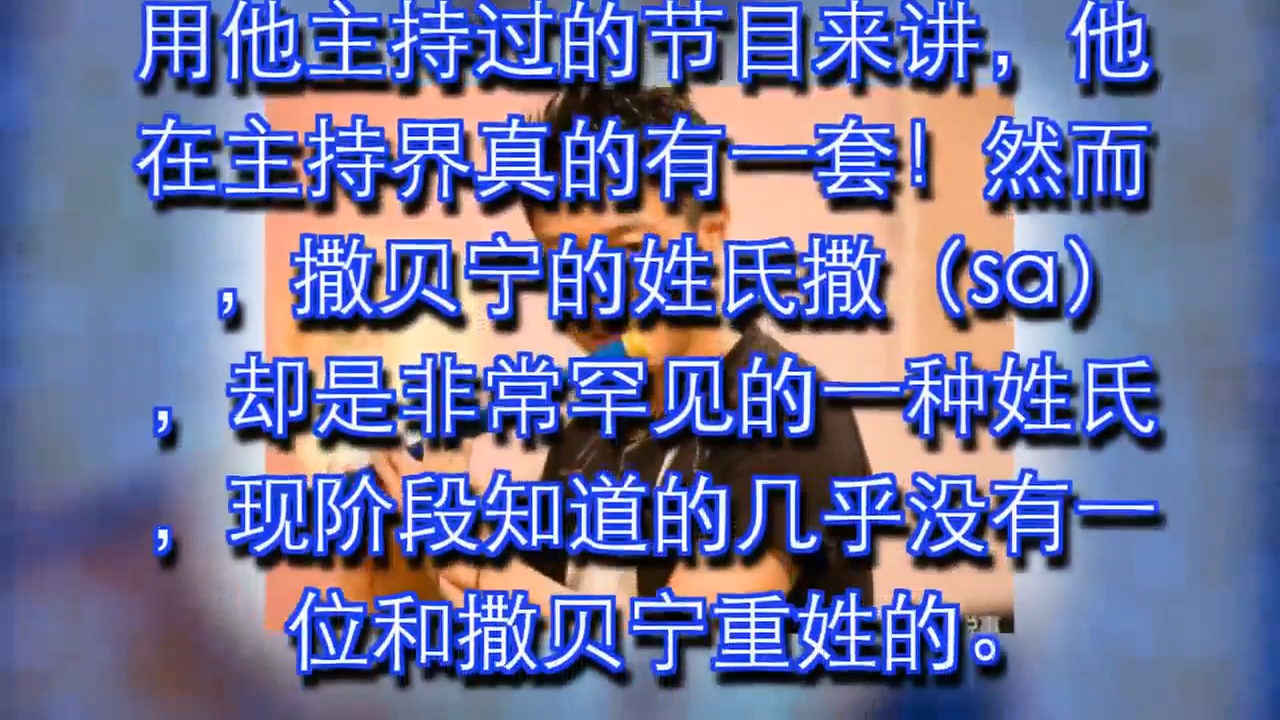 用他主持过的节目来讲，他
在主持界真的有一套！然而
，撒贝宁的姓氏撒（sa）
，却是非常罕见的一种姓氏
，现阶段知道的几乎没有一
位和撒贝宁重姓的。